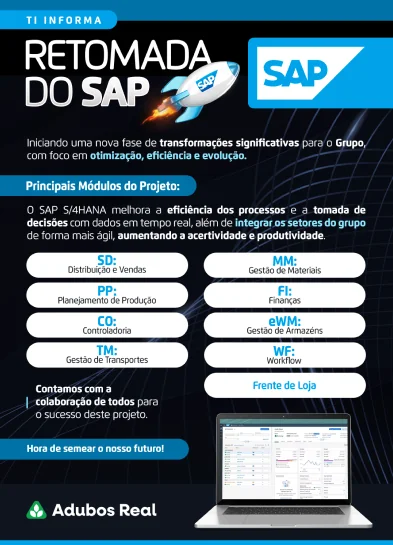 TI INFORMA
RETOMADA
DO SAP
SAP
SAP
Iniciando uma nova fase de transformações significativas para o Grupo,
com foco em otimização, eficiência e evolução.
Principais Módulos do Projeto:
O SAP S/4HANA melhora a eficiência dos processos e a tomada de
decisões com dados em tempo real, além de integrar os setores do grupo
de forma mais ágil, aumentando a acertividade e produtividade.
SD:
Distribuição e Vendas
MM:
Gestão de Materiais
PP:
Planejamento de Produção
FI:
Finanças
CO:
Controladoria
eWM:
Gestão de Armazéns
TM:
Gestão de Transportes
WF:
Workflow
Frente de Loja
Contamos com a
colaboração de todos para
o sucesso deste projeto.
Hora de semear o nosso futuro!
Adubos Real